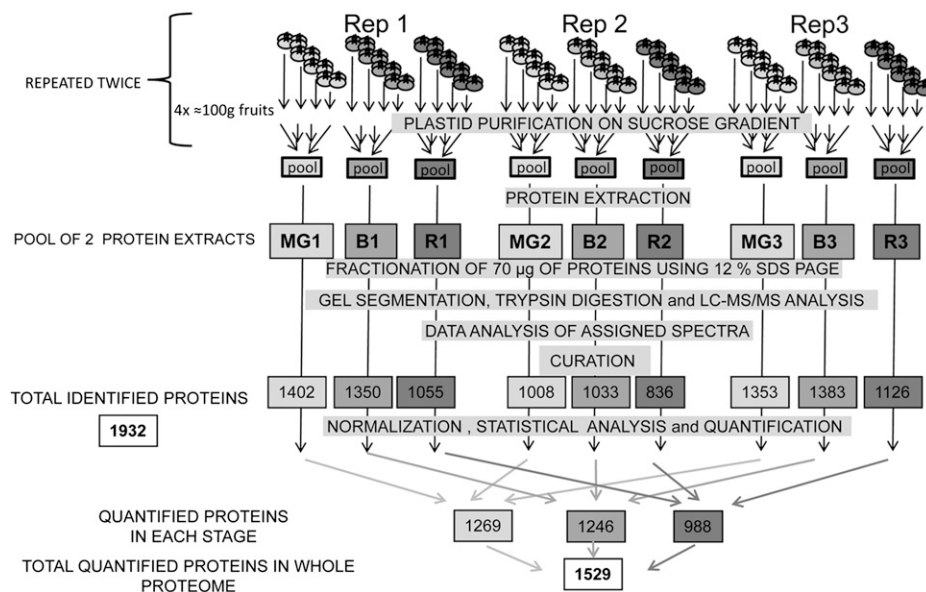 Rep 1 Rep 2 Rep3
REPEATED TWICE
4x ≈100g fruits
PLASTID PURIFICATION ON SUCROSE GRADIENT
pool pool pool pool pool pool pool pool pool
PROTEIN EXTRACTION
POOL OF 2 PROTEIN EXTRACTS MG1 B1 R1 MG2 B2 R2 MG3 B3 R3
FRACTIONATION OF 70 µg OF PROTEINS USING 12 % SDS PAGE
GEL SEGMENTATION, TRYPSIN DIGESTION and LC-MS/MS ANALYSIS
DATA ANALYSIS OF ASSIGNED SPECTRA
CURATION
TOTAL IDENTIFIED PROTEINS 1402 1350 1055 1008 1033 836 1353 1383 1126
1932
NORMALIZATION , STATISTICAL ANALYSIS and QUANTIFICATION
QUANTIFIED PROTEINS
IN EACH STAGE
1269 1246 988
TOTAL QUANTIFIED PROTEINS IN WHOLE
PROTEOME
1529